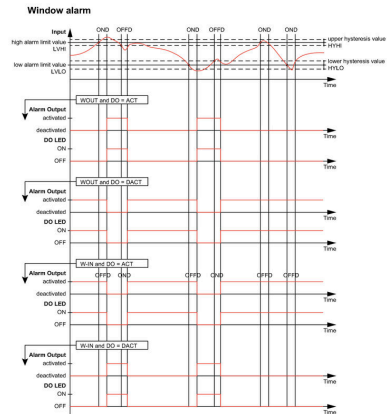 Window alarm
Input
OND OFFD OND OFFD OND OND
high alarm limit value
LVHI
upper hysteresis value
HYHI
low alarm limit value
LVLO
lower hysteresis value
HYLO
Time
Alarm Output
WOUT and DO = ACT
activated
deactivated
Time
DO LED
ON
OFF
Time
WOUT and DO = DACT
Alarm Output
activated
deactivated
Time
DO LED
ON
OFF
Time
W-IN and DO = ACT
Alarm Output
OFFD OND OFFD OND OFFD OFFD
activated
deactivated
Time
DO LED
ON
OFF
Time
W-IN and DO = DACT
Alarm Output
activated
deactivated
Time
DO LED
ON
OFF
Time